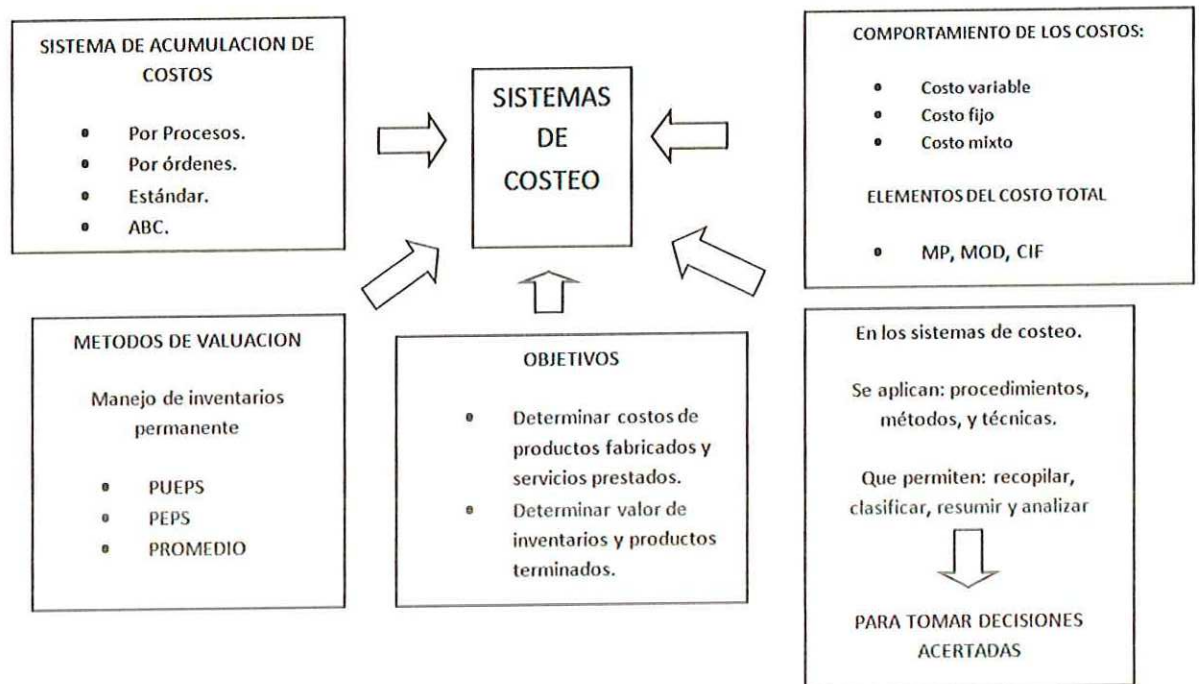 SISTEMA DE ACUMULACION DE
COSTOS
• Por Procesos.
• Por órdenes.
• Estándar.
• ABC.
SISTEMAS
DE
COSTEO
COMPORTAMIENTO DE LOS COSTOS:
• Costo variable
• Costo fijo
• Costo mixto
ELEMENTOS DEL COSTO TOTAL
• MP, MOD, CIF
METODOS DE VALUACION
Manejo de inventarios
permanente
• PUEPS
• PEPS
• PROMEDIO
OBJETIVOS
• Determinar costos de
productos fabricados y
servicios prestados.
• Determinar valor de
inventarios y productos
terminados.
En los sistemas de costeo.
Se aplican: procedimientos,
métodos, y técnicas.
Que permiten: recopilar,
clasificar, resumir y analizar
PARA TOMAR DECISIONES
ACERTADAS